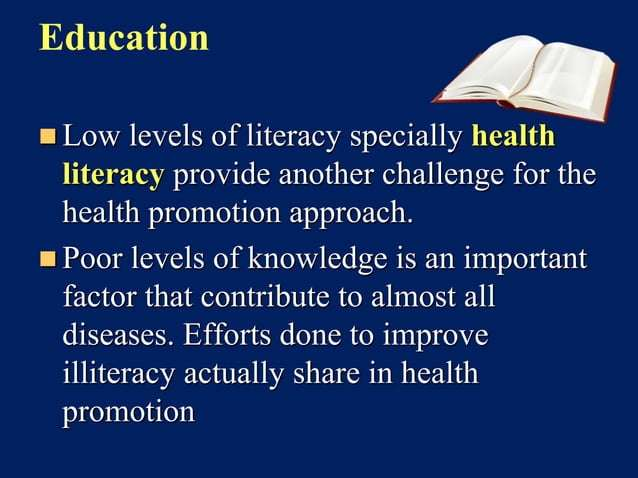 Education
Low levels of literacy specially health
literacy provide another challenge for the
health promotion approach.
Poor levels of knowledge is an important
factor that contribute to almost all
diseases. Efforts done to improve
illiteracy actually share in health
promotion